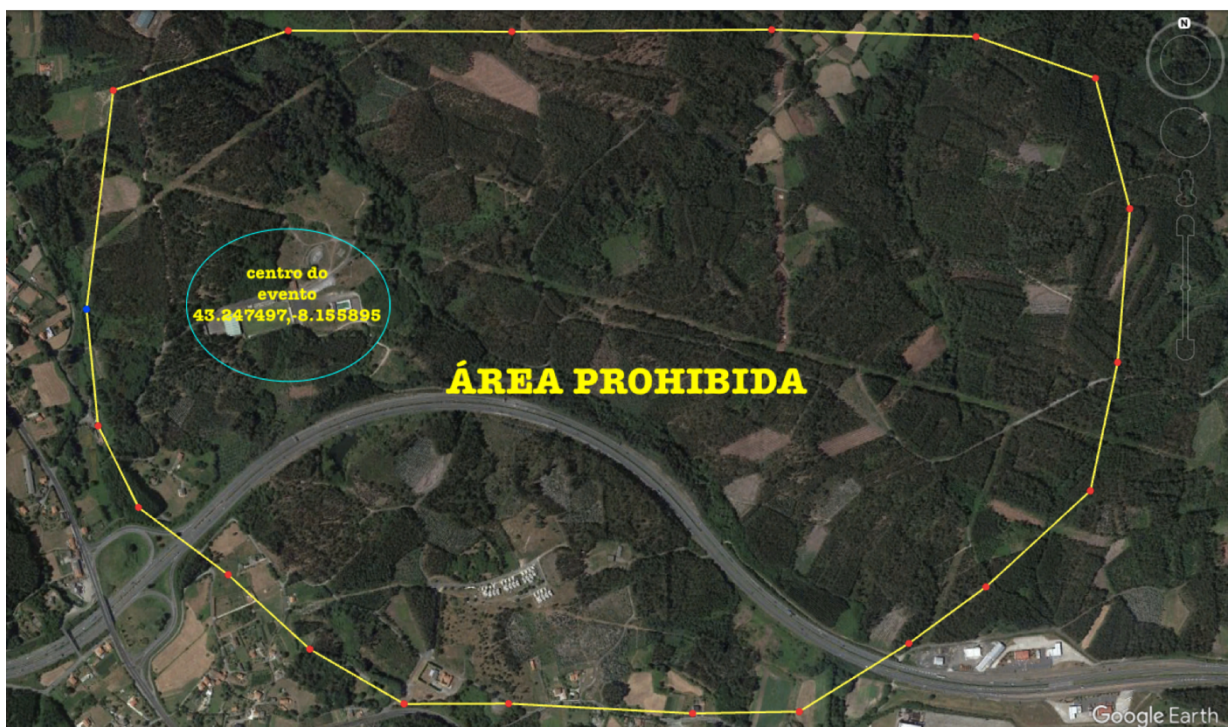 N
centro do
evento
43.247497,-8.155895
ÁREA PROHIBIDA
Google Earth